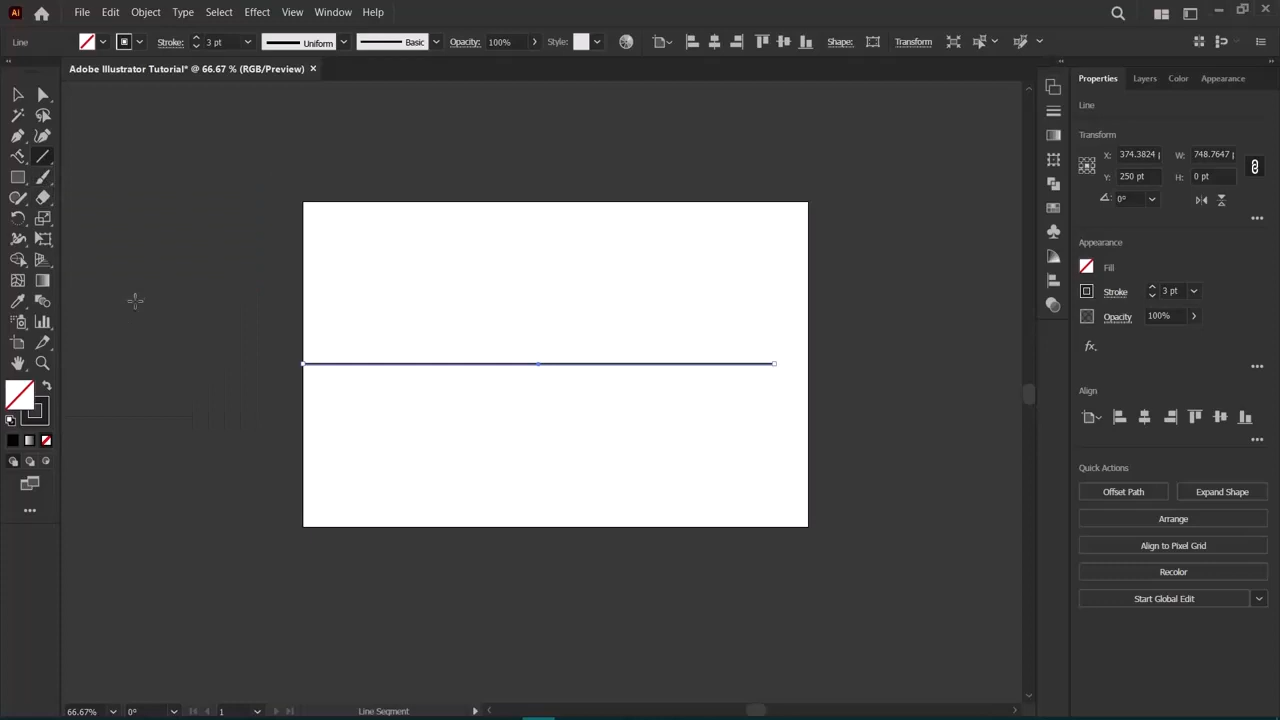 Ai File Edit Object Type Select Effect View Window Help
Line Stroke: 3 pt Uniform Basic Opacity: 100% Style: Shape: Transform
Adobe Illustrator Tutorial* @ 66.67 % (RGB/Preview) ×
Properties Layers Color Appearance
Line
Transform
X: 374.3824 W: 748.7647
Y: 250 pt H: 0 pt
0°
Appearance
Fill
Stroke 3 pt
Opacity 100%
fx.
Align
Quick Actions
Offset Path Expand Shape
Arrange
Align to Pixel Grid
Recolor
Start Global Edit
66.67% 0° 1 Line Segment